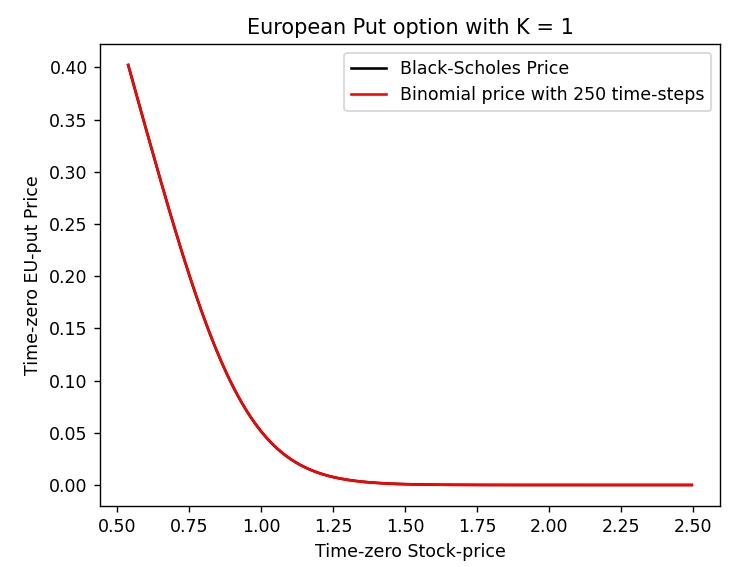 European Put option with K = 1
Black-Scholes Price
Binomial price with 250 time-steps
Time-zero EU-put Price
0.40
0.35
0.30
0.25
0.20
0.15
0.10
0.05
0.00
0.50 0.75 1.00 1.25 1.50 1.75 2.00 2.25 2.50
Time-zero Stock-price